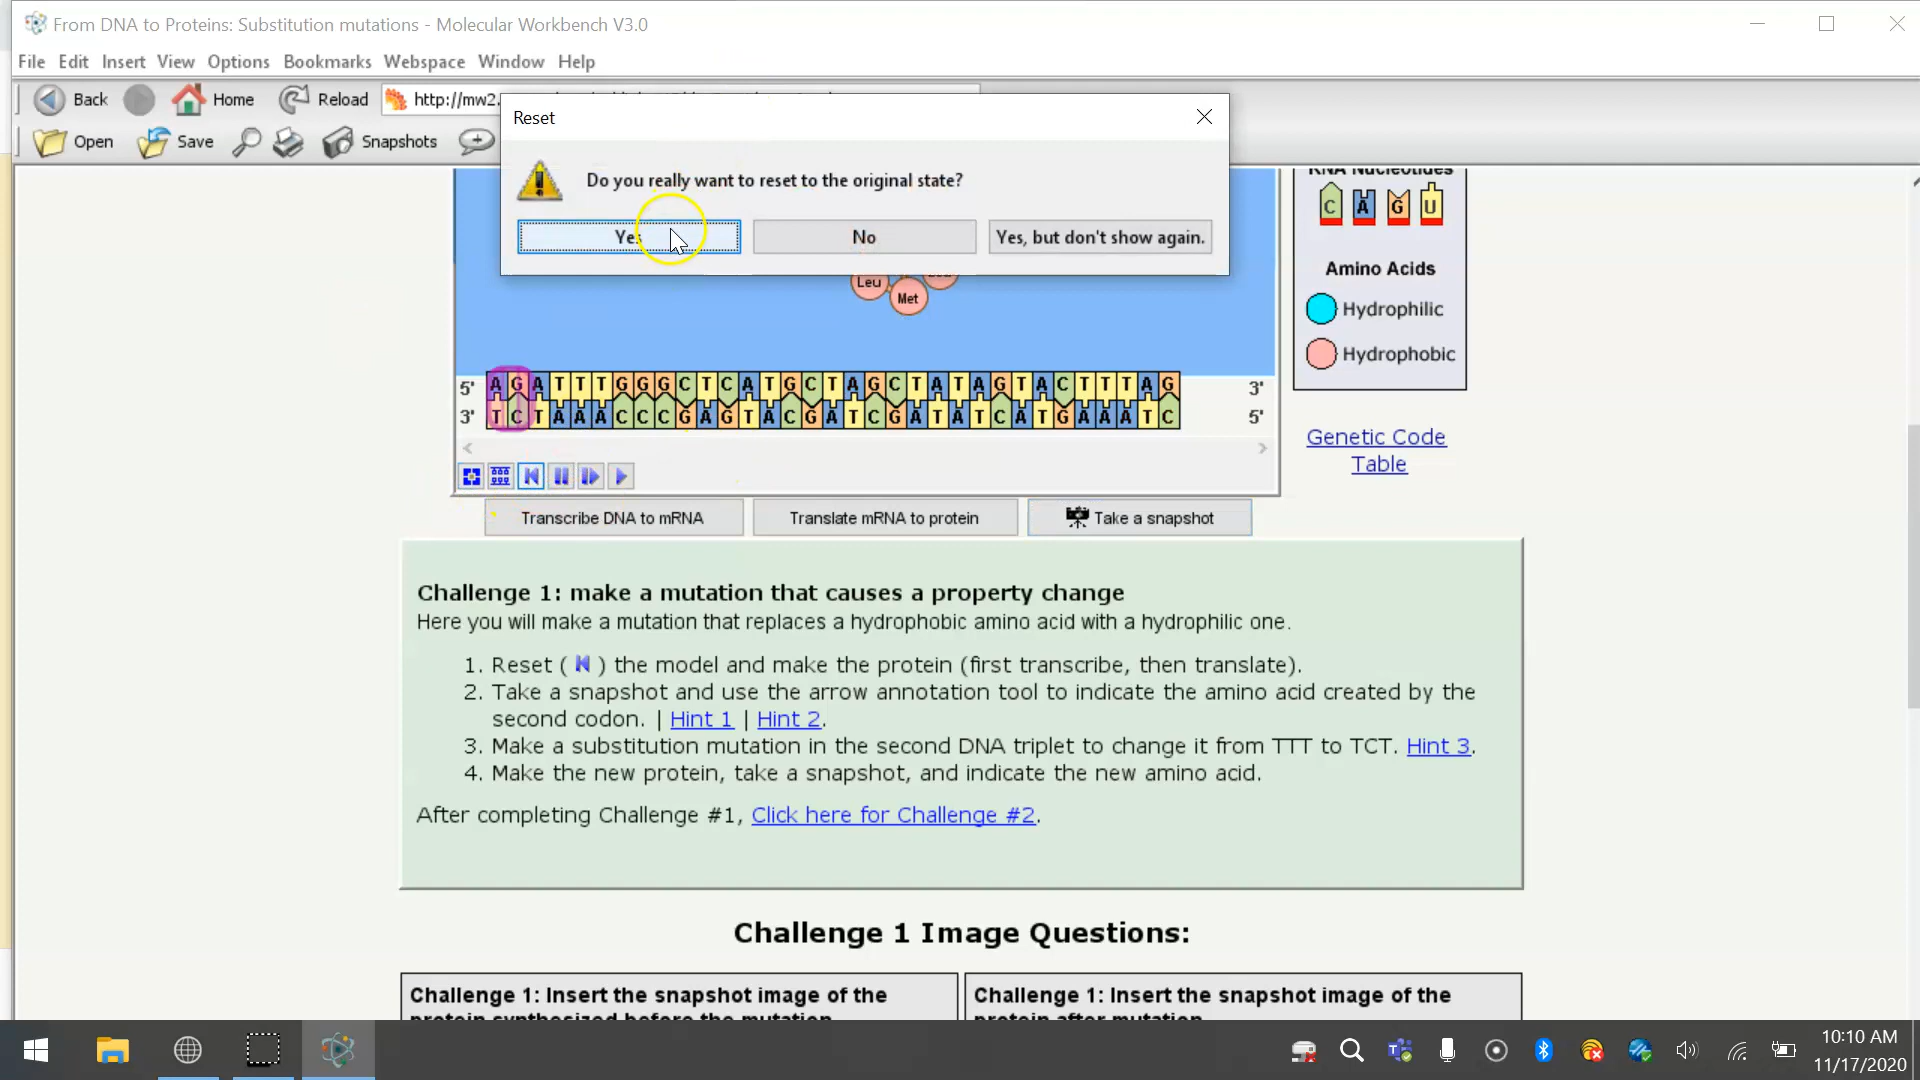 From DNA to Proteins: Substitution mutations - Molecular Workbench V3.0
File Edit Insert View Options Bookmarks Webspace Window Help
Back Home Reload http://mw2.
Open Save Snapshots
Reset
Do you really want to reset to the original state?
Yes No Yes, but don't show again.
RNA Nucleotides
C A G U
Amino Acids
Hydrophilic
Hydrophobic
Leu
Met
5' A G A T T T G G G C T C A T G C T A G C T A T A G T A C T T T A G 3'
3' T C T A A A C C C G A G T A C G A T C G A T A T C A T G A A A T C 5'
Genetic Code
Table
Transcribe DNA to mRNA Translate mRNA to protein Take a snapshot
Challenge 1: make a mutation that causes a property change
Here you will make a mutation that replaces a hydrophobic amino acid with a hydrophilic one.
1. Reset ( ) the model and make the protein (first transcribe, then translate).
2. Take a snapshot and use the arrow annotation tool to indicate the amino acid created by the
second codon. | Hint 1 | Hint 2.
3. Make a substitution mutation in the second DNA triplet to change it from TTT to TCT. Hint 3.
4. Make the new protein, take a snapshot, and indicate the new amino acid.
After completing Challenge #1, Click here for Challenge #2.
Challenge 1 Image Questions:
Challenge 1: Insert the snapshot image of the
protein synthesized before the mutation
Challenge 1: Insert the snapshot image of the
protein after mutation
10:10 AM
11/17/2020